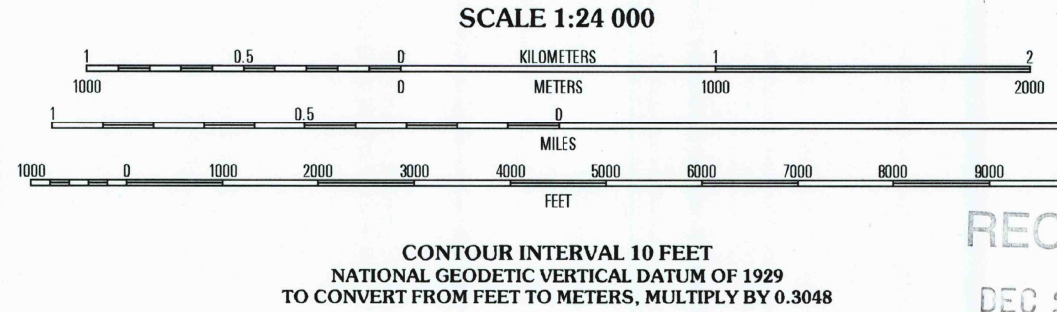 SCALE 1:24 000
1 0.5 0 KILOMETERS 1 2
1000 0 METERS 1000 2000
1 0.5 0
MILES
1000 0 1000 2000 3000 4000 5000 6000 7000 8000 9000
FEET
CONTOUR INTERVAL 10 FEET
NATIONAL GEODETIC VERTICAL DATUM OF 1929
TO CONVERT FROM FEET TO METERS, MULTIPLY BY 0.3048
REC
DEC